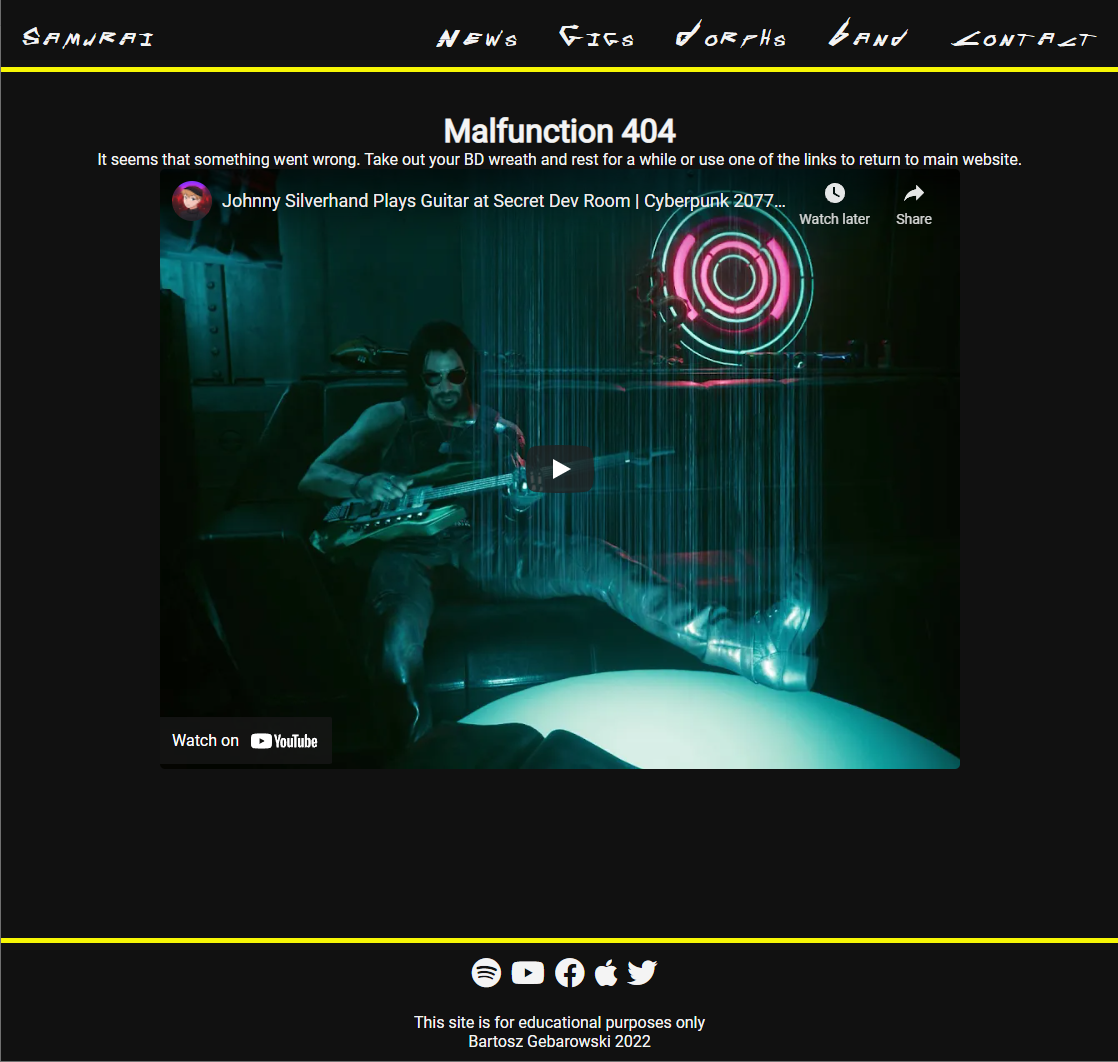 Samurai
News Gigs Dorphs Band Contact
Malfunction 404
It seems that something went wrong. Take out your BD wreath and rest for a while or use one of the links to return to main website.
Johnny Silverhand Plays Guitar at Secret Dev Room | Cyberpunk 2077...
Watch later
Share
Watch on YouTube
This site is for educational purposes only
Bartosz Gebarowski 2022